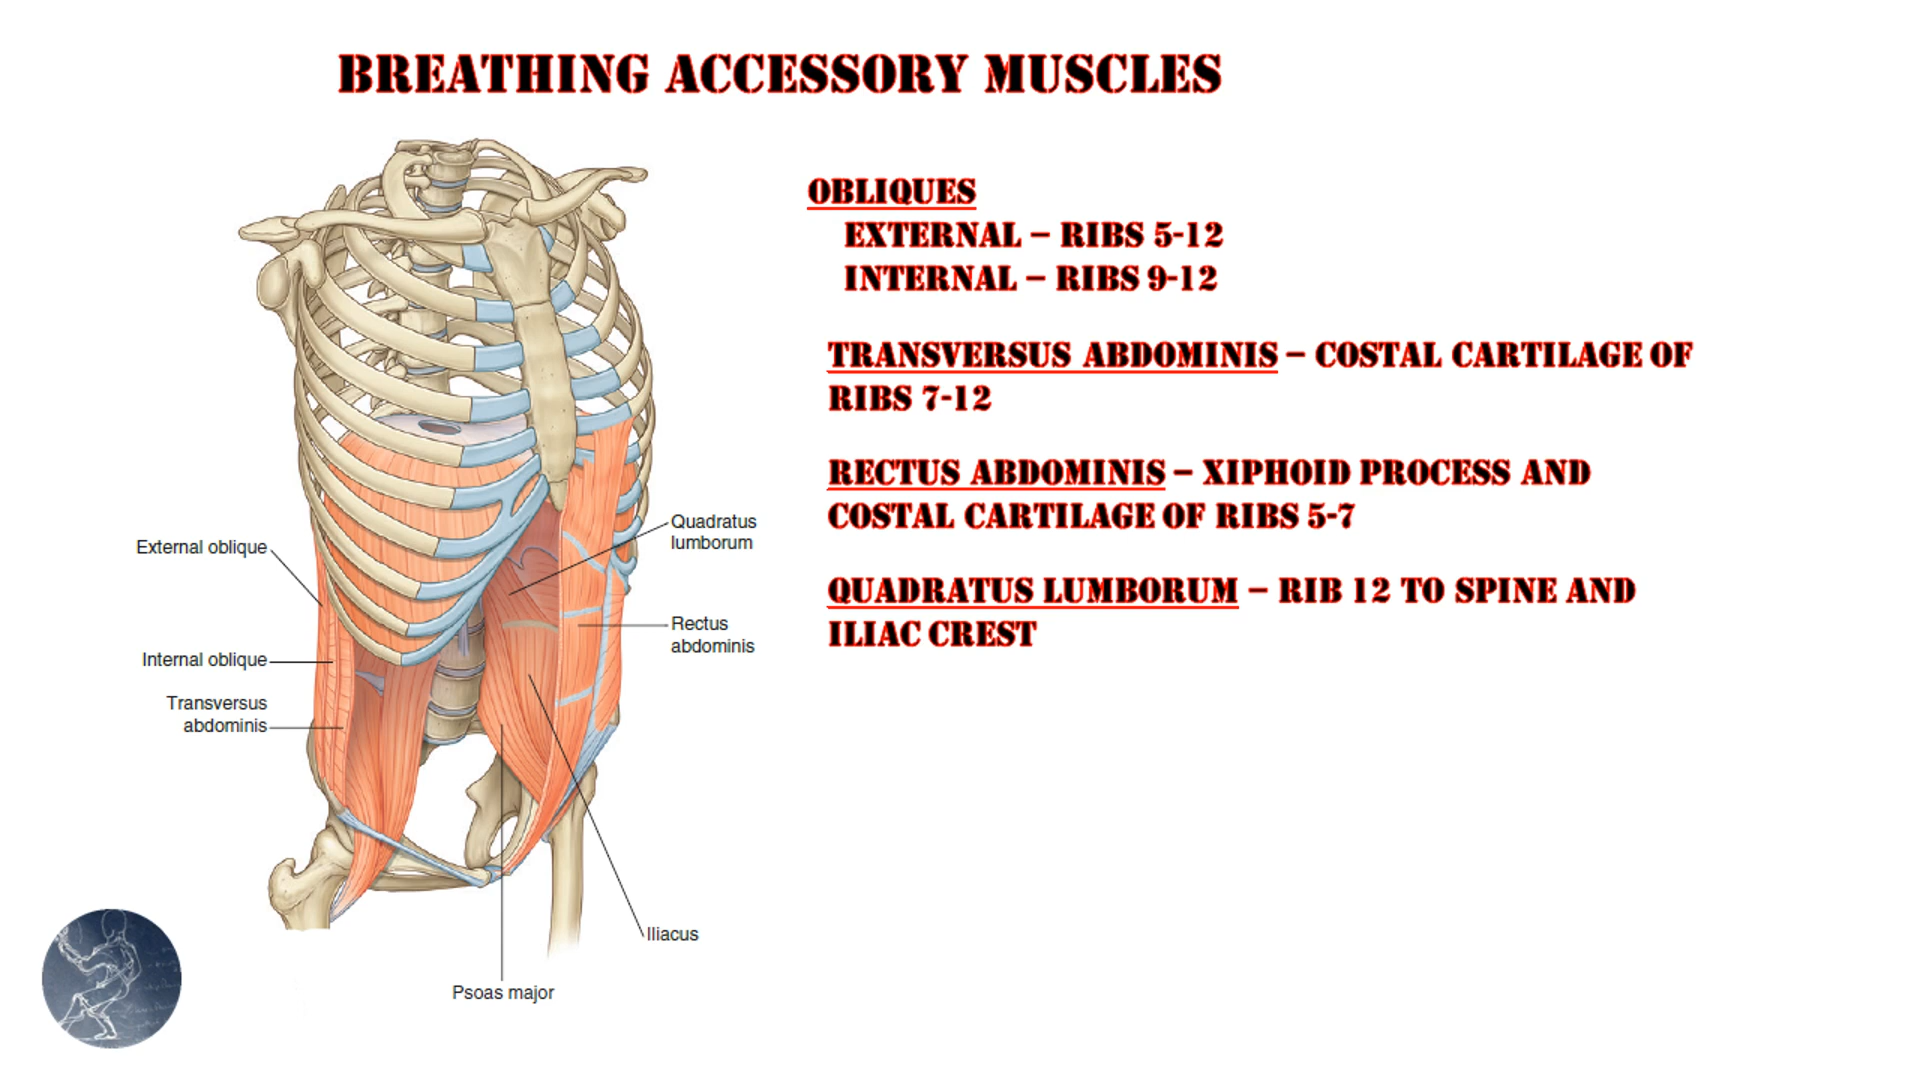 BREATHING ACCESSORY MUSCLES
OBLIQUES
EXTERNAL – RIBS 5-12
INTERNAL – RIBS 9-12
TRANSVERSUS ABDOMINIS – COSTAL CARTILAGE OF
RIBS 7-12
RECTUS ABDOMINIS – XIPHOID PROCESS AND
COSTAL CARTILAGE OF RIBS 5-7
QUADRATUS LUMBORUM – RIB 12 TO SPINE AND
ILIAC CREST
External oblique
Internal oblique
Transversus
abdominis
Quadratus
lumborum
Rectus
abdominis
Iliacus
Psoas major